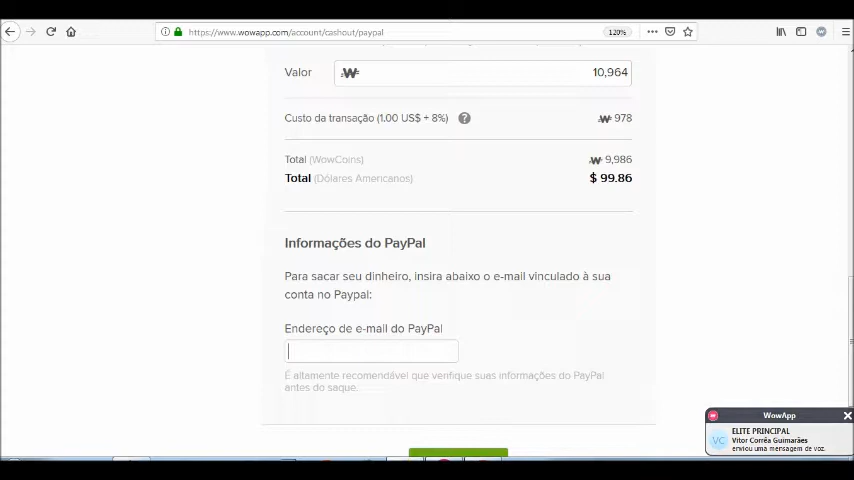 https://www.wowapp.com/account/cashout/paypal
120%
Valor
10,964
Custo da transação (1.00 US$ + 8%) ?
978
Total (WowCoins)
9,986
Total (Dólares Americanos)
$ 99.86
Informações do PayPal
Para sacar seu dinheiro, insira abaixo o e-mail vinculado à sua
conta no Paypal:
Endereço de e-mail do PayPal
É altamente recomendável que verifique suas informações do PayPal
antes do saque.
WowApp
VC
ELITE PRINCIPAL
Vitor Corrêa Guimarães
enviou uma mensagem de voz.